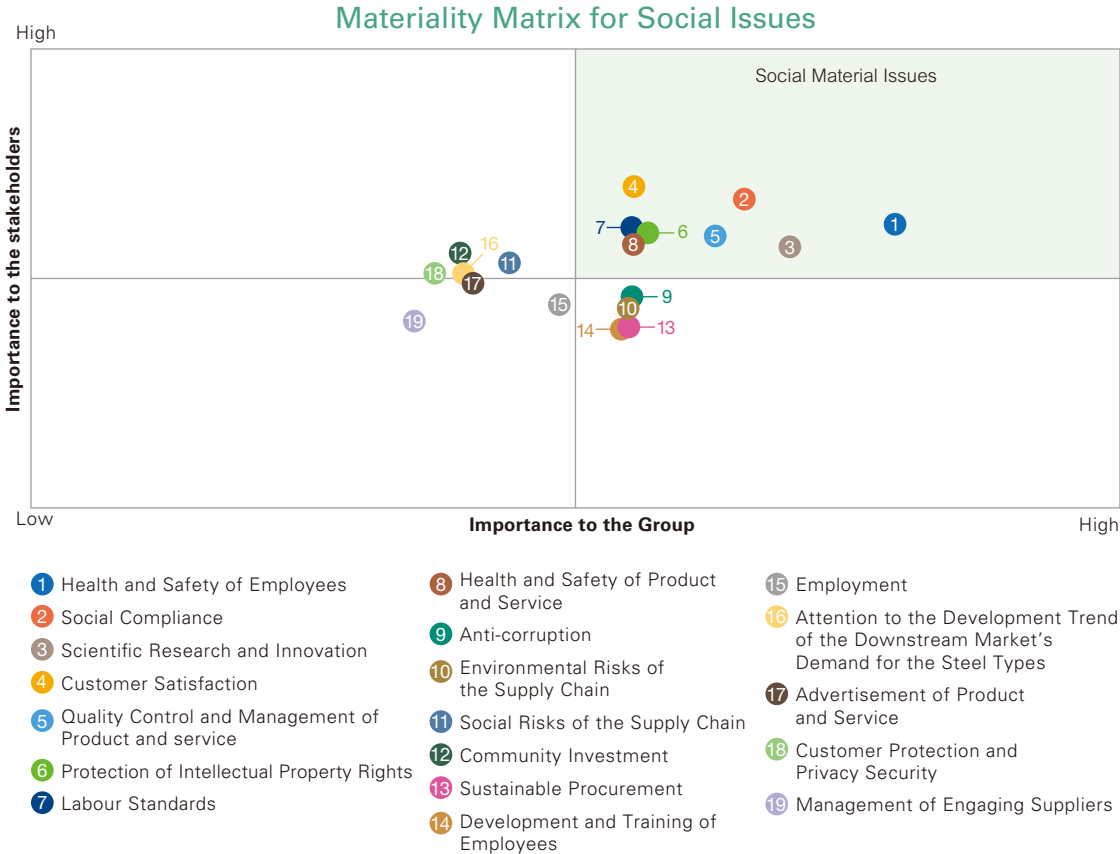 Materiality Matrix for Social Issues
High
Social Material Issues
Importance to the stakeholders
4
2
1
7
6
5
8
3
16
12
11
18
17
15
9
10
19
14
13
Low
Importance to the Group
High
1 Health and Safety of Employees
2 Social Compliance
3 Scientific Research and Innovation
4 Customer Satisfaction
5 Quality Control and Management of
Product and service
6 Protection of Intellectual Property Rights
7 Labour Standards
8 Health and Safety of Product
and Service
9 Anti-corruption
10 Environmental Risks of
the Supply Chain
11 Social Risks of the Supply Chain
12 Community Investment
13 Sustainable Procurement
14 Development and Training of
Employees
15 Employment
16 Attention to the Development Trend
of the Downstream Market's
Demand for the Steel Types
17 Advertisement of Product
and Service
18 Customer Protection and
Privacy Security
19 Management of Engaging Suppliers